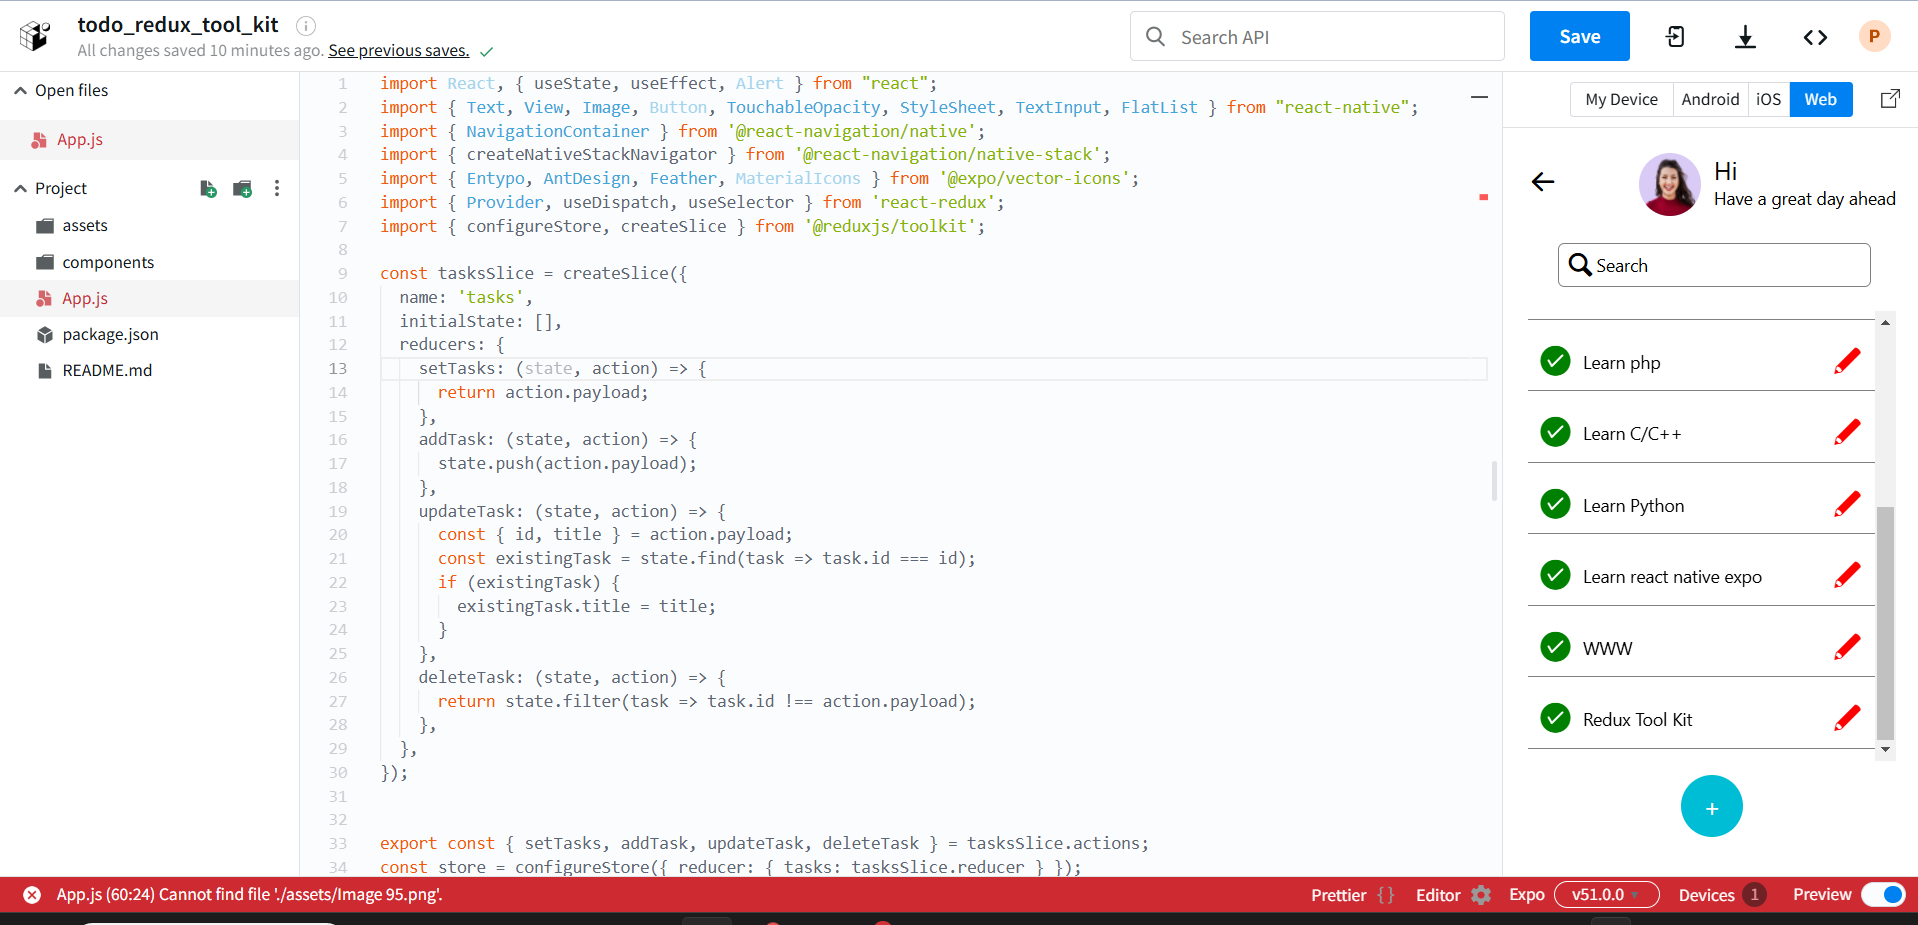 todo_redux_tool_kit
All changes saved 10 minutes ago. See previous saves.
Search API
Save
P
Open files
App.js
Project
assets
components
App.js
package.json
README.md
1 import React, { useState, useEffect, Alert } from "react";
2 import { Text, View, Image, Button, TouchableOpacity, StyleSheet, TextInput, FlatList } from "react-native";
3 import { NavigationContainer } from '@react-navigation/native';
4 import { createNativeStackNavigator } from '@react-navigation/native-stack';
5 import { Entypo, AntDesign, Feather, MaterialIcons } from '@expo/vector-icons';
6 import { Provider, useDispatch, useSelector } from 'react-redux';
7 import { configureStore, createSlice } from '@reduxjs/toolkit';
8
9 const tasksSlice = createSlice({
10 name: 'tasks',
11 initialState: [],
12 reducers: {
13 setTasks: (state, action) => {
14 return action.payload;
15 },
16 addTask: (state, action) => {
17 state.push(action.payload);
18 },
19 updateTask: (state, action) => {
20 const { id, title } = action.payload;
21 const existingTask = state.find(task => task.id === id);
22 if (existingTask) {
23 existingTask.title = title;
24 }
25 },
26 deleteTask: (state, action) => {
27 return state.filter(task => task.id !== action.payload);
28 },
29 },
30 });
31
32
33 export const { setTasks, addTask, updateTask, deleteTask } = tasksSlice.actions;
34 const store = configureStore({ reducer: { tasks: tasksSlice.reducer } });
My Device Android iOS Web
Hi
Have a great day ahead
Search
Learn php
Learn C/C++
Learn Python
Learn react native expo
WWW
Redux Tool Kit
+
App.js (60:24) Cannot find file './assets/Image 95.png'.
Prettier { } Editor Expo v51.0.0 Devices 1 Preview